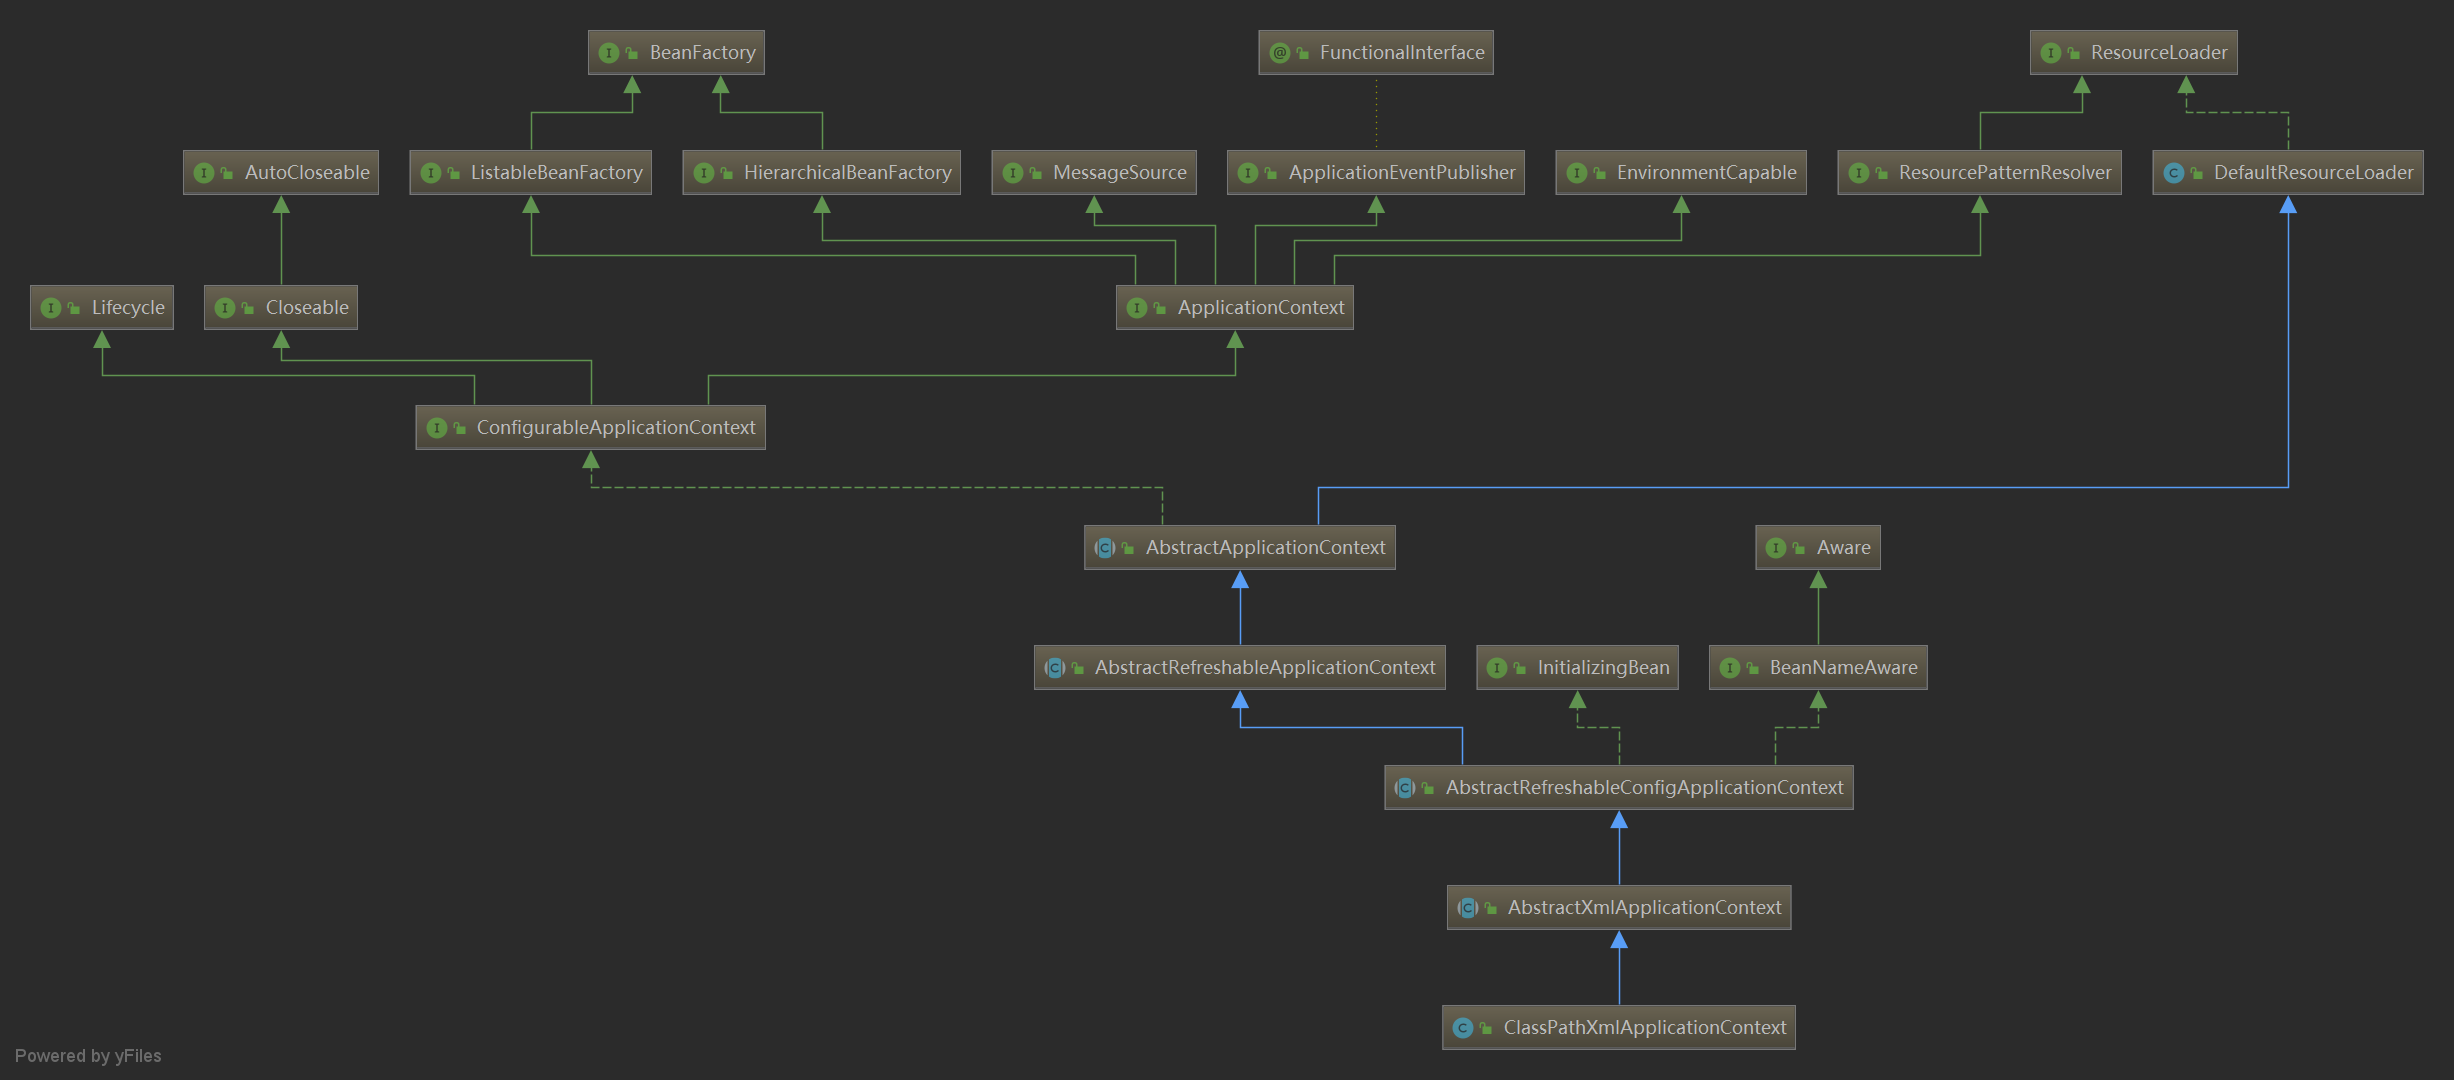 BeanFactory
FunctionalInterface
ResourceLoader
AutoCloseable
ListableBeanFactory
HierarchicalBeanFactory
MessageSource
ApplicationEventPublisher
EnvironmentCapable
ResourcePatternResolver
DefaultResourceLoader
Lifecycle
Closeable
ApplicationContext
ConfigurableApplicationContext
AbstractApplicationContext
Aware
AbstractRefreshableApplicationContext
InitializingBean
BeanNameAware
AbstractRefreshableConfigApplicationContext
AbstractXmlApplicationContext
ClassPathXmlApplicationContext
Powered by yFiles